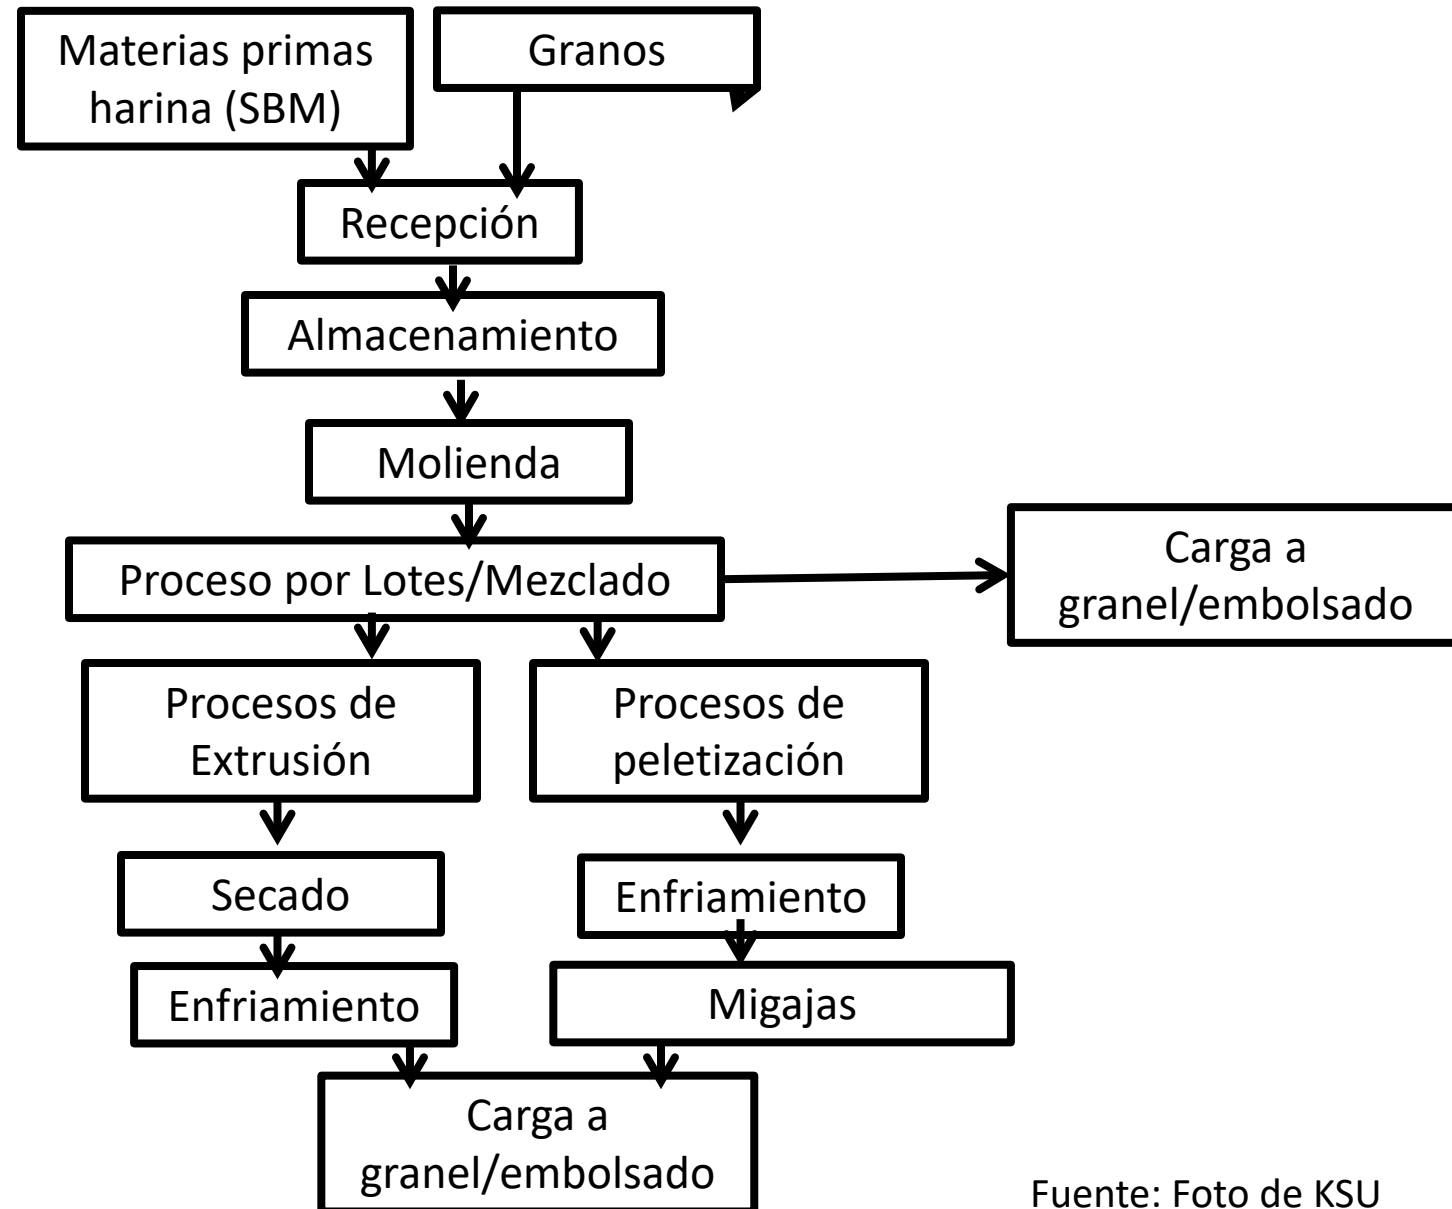 Materias primas
harina (SBM)
Granos
Recepción
Almacenamiento
Molienda
Proceso por Lotes/Mezclado
Carga a
granel/embolsado
Procesos de
Extrusión
Procesos de
peletización
Secado
Enfriamiento
Enfriamiento
Migajas
Carga a
granel/embolsado
Fuente: Foto de KSU